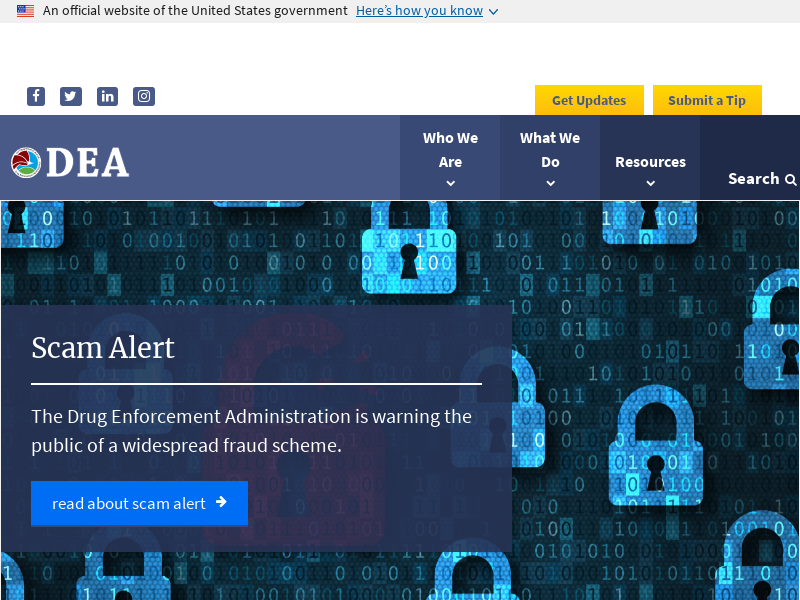 An official website of the United States government Here's how you know
Get Updates
Submit a Tip
DEA
Who We
Are
What We
Do
Resources
Search
Scam Alert
The Drug Enforcement Administration is warning the
public of a widespread fraud scheme.
read about scam alert